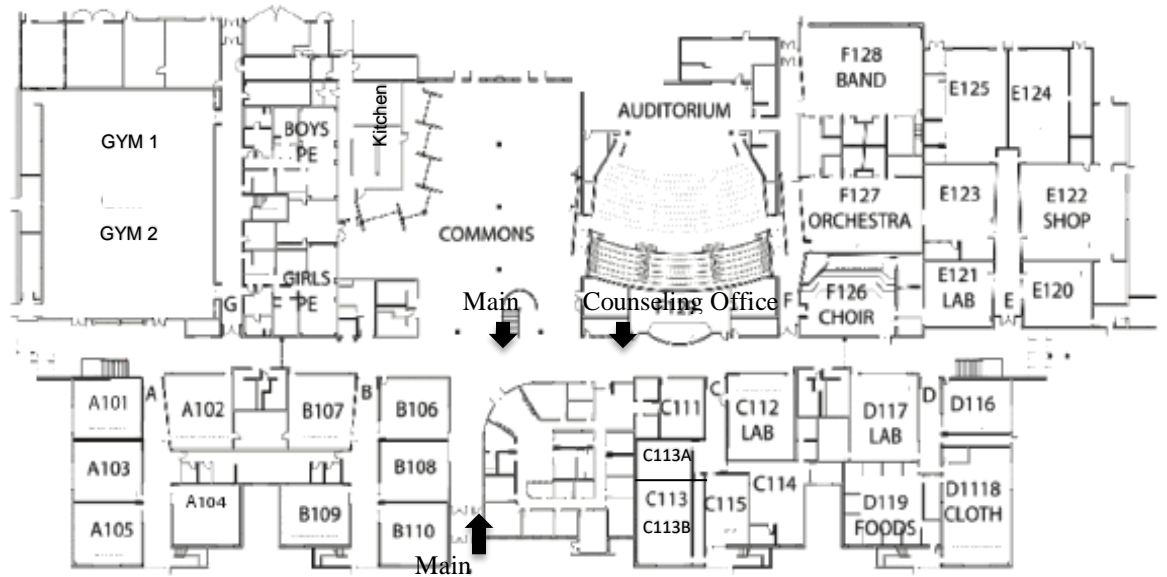 F128
BAND
E125
E124
Kitchen
AUDITORIUM
GYM 1
BOYS
PE
F127
ORCHESTRA
E123
E122
SHOP
GYM 2
COMMONS
GIRLS
PE
E121
LAB
E120
G
Main
Counseling Office
F
F126
CHOIR
E
A101
A
A102
B107
B
B106
C111
C
C112
LAB
D117
LAB
D
D116
A103
B108
C113A
A104
B109
C113
C115
C114
D119
FOODS
D1118
CLOTH
A105
B110
C113B
Main